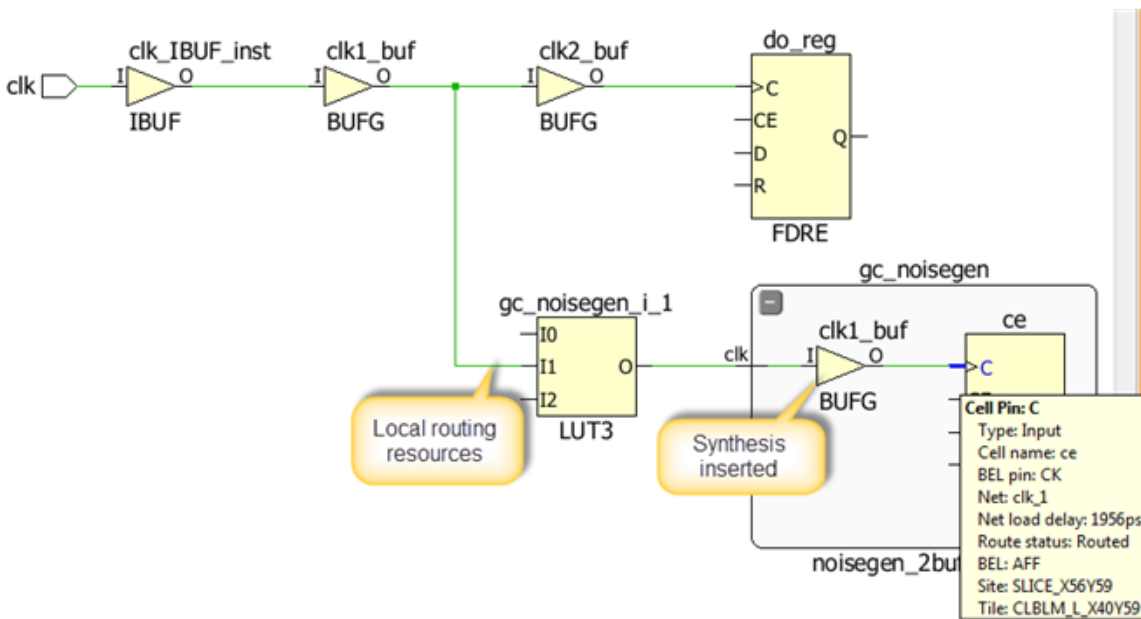 clk
clk_IBUF_inst
I
O
IBUF
clk1_buf
I
O
BUFG
clk2_buf
I
O
BUFG
do_reg
C
CE
D
R
Q
FDRE
gc_noisegen_i_1
I0
I1
I2
O
LUT3
Local routing
resources
gc_noisegen
clk
clk1_buf
I
O
BUFG
Synthesis
inserted
ce
C
Cell Pin: C
Type: Input
Cell name: ce
BEL pin: CK
Net: clk_1
Net load delay: 1956ps
Route status: Routed
BEL: AFF
Site: SLICE_X56Y59
Tile: CLBLM_L_X40Y59
noisegen_2buf